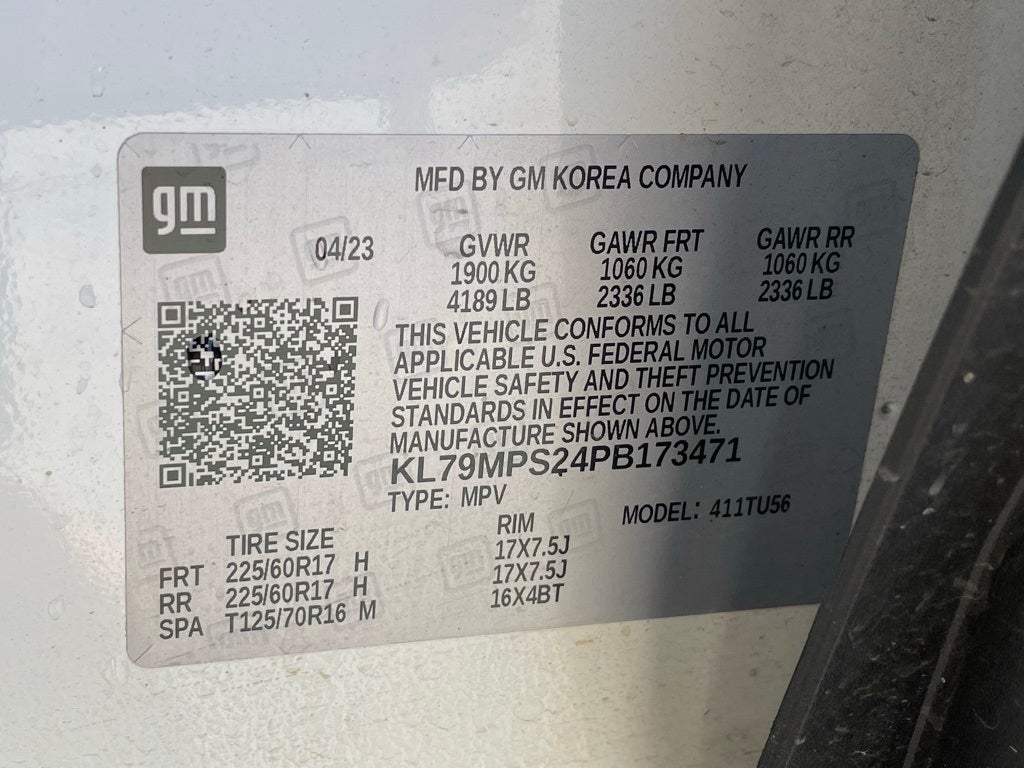 gm
MFD BY GM KOREA COMPANY
04/23 GVWR GAWR FRT GAWR RR
1900 KG 1060 KG 1060 KG
4189 LB 2336 LB 2336 LB
THIS VEHICLE CONFORMS TO ALL
APPLICABLE U.S. FEDERAL MOTOR
VEHICLE SAFETY AND THEFT PREVENTION
STANDARDS IN EFFECT ON THE DATE OF
MANUFACTURE SHOWN ABOVE.
KL79MPS24PB173471
TYPE: MPV MODEL: 411TU56
TIRE SIZE RIM
FRT 225/60R17 H 17X7.5J
RR 225/60R17 H 17X7.5J
SPA T125/70R16 M 16X4BT